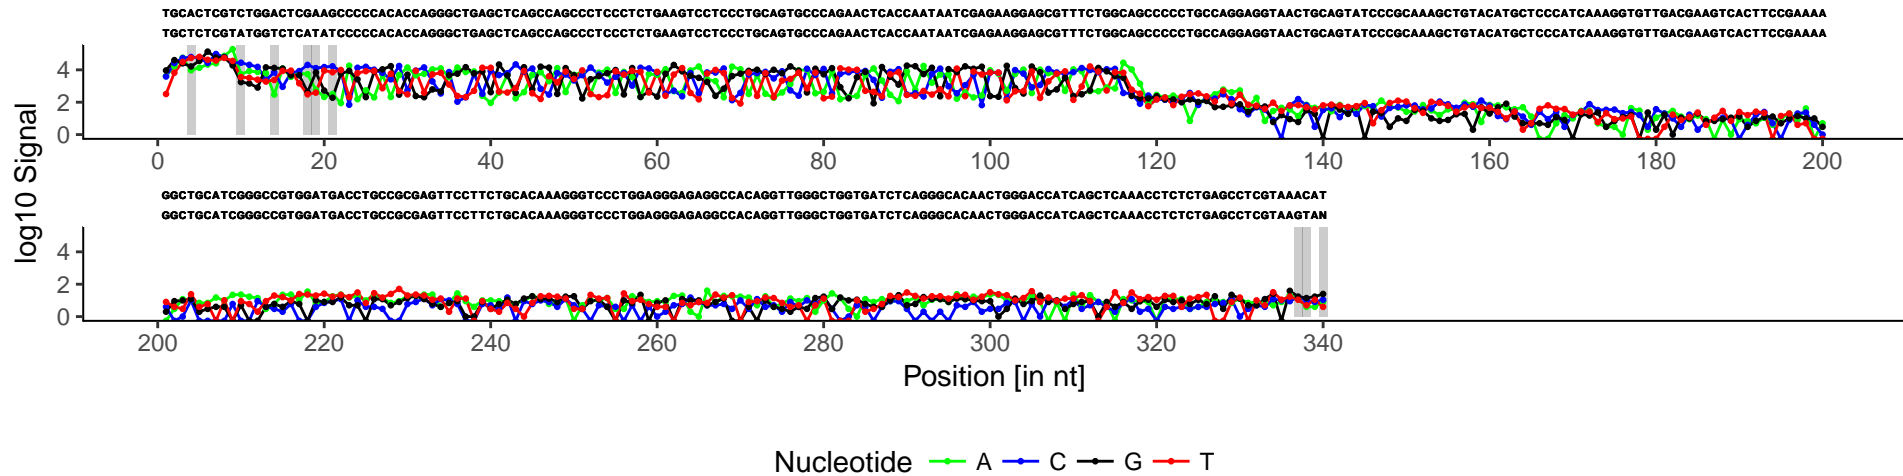 TGCACTCGTCTGGACTCGAAGCCCCCACACCAGGGCTGAGCTCAGCCAGCCCTCCCTCTGAAGTCCTCCCTGCAGTGCCCAGAACTCACCAATAATCGAGAAGGAGCGTTTCTGGCAGCCCCCTGCCAGGAGGTAACTGCAGTATCCCGCAAAGCTGTACATGCTCCCATCAAAGGTGTTGACGAAGTCACTTCCGAAAA
TGCTCTCGTATGGTCTCATATCCCCCACACCAGGGCTGAGCTCAGCCAGCCCTCCCTCTGAAGTCCTCCCTGCAGTGCCCAGAACTCACCAATAATCGAGAAGGAGCGTTTCTGGCAGCCCCCTGCCAGGAGGTAACTGCAGTATCCCGCAAAGCTGTACATGCTCCCATCAAAGGTGTTGACGAAGTCACTTCCGAAAA
4
2
0
0 20 40 60 80 100 120 140 160 180 200
log10 Signal
GGCTGCATCGGGCCGTGGATGACCTGCCGCGAGTTCCTTCTGCACAAAGGGTCCCTGGAGGGAGAGGCCACAGGTTGGGCTGGTGATCTCAGGGCACAACTGGGACCATCAGCTCAAACCTCTCTGAGCCTCGTAAACAT
GGCTGCATCGGGCCGTGGATGACCTGCCGCGAGTTCCTTCTGCACAAAGGGTCCCTGGAGGGAGAGGCCACAGGTTGGGCTGGTGATCTCAGGGCACAACTGGGACCATCAGCTCAAACCTCTCTGAGCCTCGTAAGTAN
4
2
0
200 220 240 260 280 300 320 340
Position [in nt]
Nucleotide A C G T